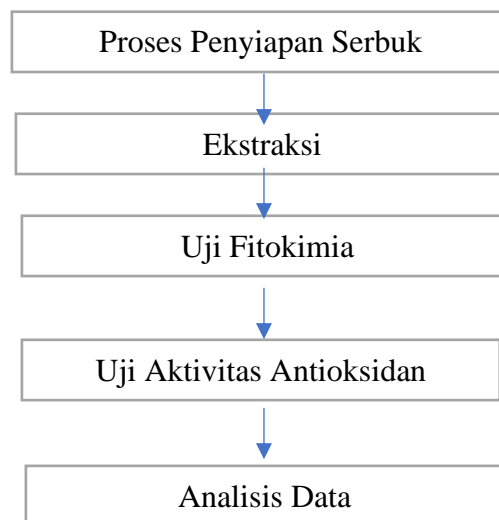 Proses Penyiapan Serbuk
Ekstraksi
Uji Fitokimia
Uji Aktivitas Antioksidan
Analisis Data